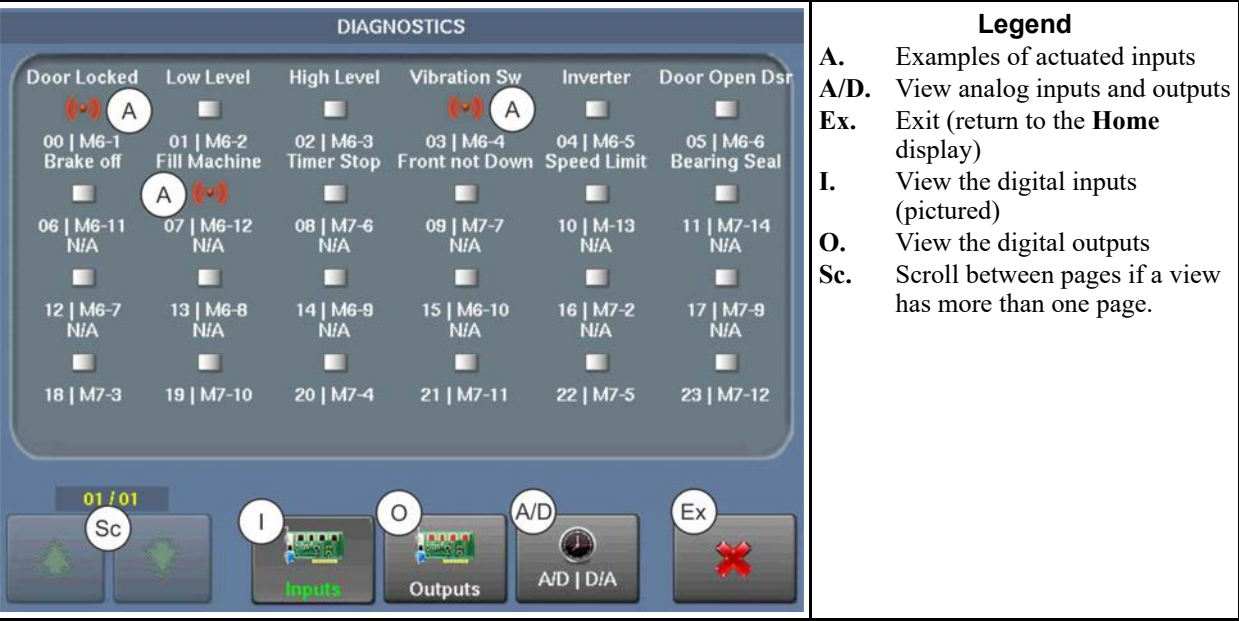 DIAGNOSTICS
Door Locked Low Level High Level Vibration Sw Inverter Door Open Dsr
A A
00 | M6-1 01 | M6-2 02 | M6-3 03 | M6-4 04 | M6-5 05 | M6-6
Brake off Fill Machine Timer Stop Front not Down Speed Limit Bearing Seal
A
06 | M6-11 07 | M6-12 08 | M7-6 09 | M7-7 10 | M-13 11 | M7-14
N/A N/A N/A N/A N/A N/A
12 | M6-7 13 | M6-8 14 | M6-9 15 | M6-10 16 | M7-2 17 | M7-9
N/A N/A N/A N/A N/A N/A
18 | M7-3 19 | M7-10 20 | M7-4 21 | M7-11 22 | M7-5 23 | M7-12
01 / 01
Sc I O A/D Ex
Inputs Outputs A/D | D/A
Legend
A. Examples of actuated inputs
A/D. View analog inputs and outputs
Ex. Exit (return to the Home
display)
I. View the digital inputs
(pictured)
O. View the digital outputs
Sc. Scroll between pages if a view
has more than one page.